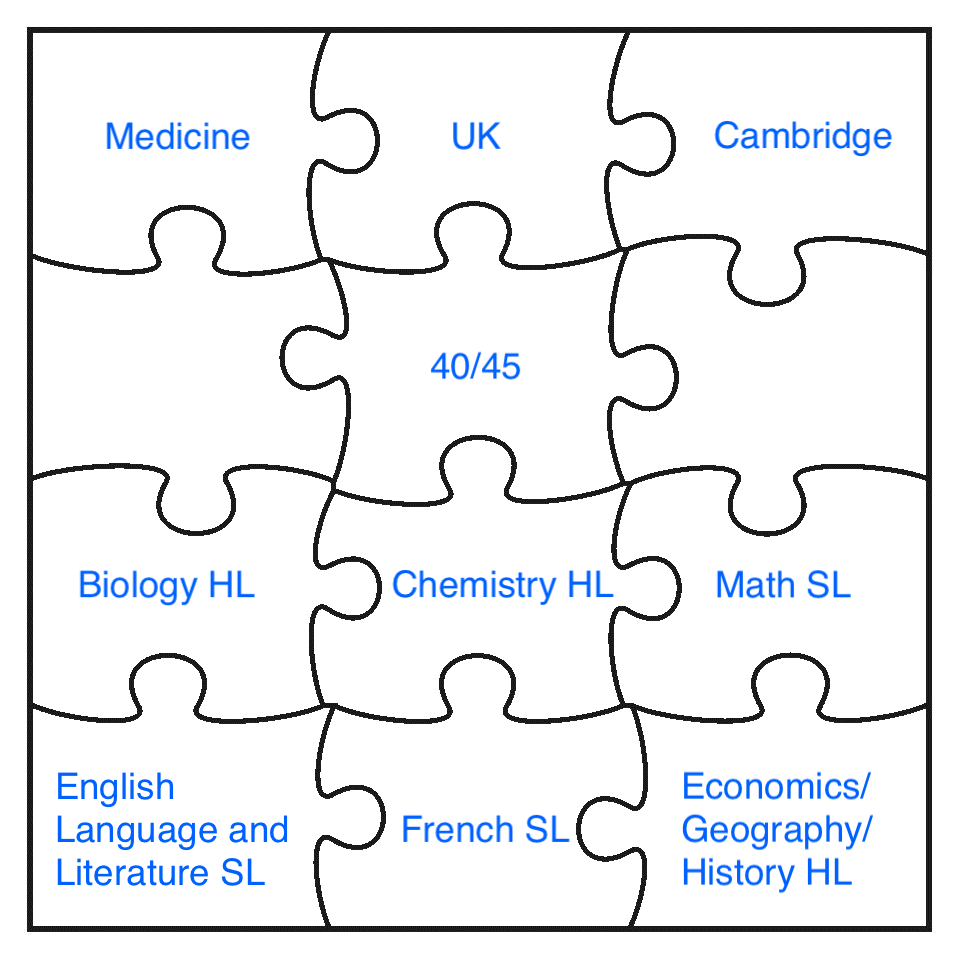 Medicine
UK
Cambridge
40/45
Biology HL
Chemistry HL
Math SL
English
Language and
Literature SL
French SL
Economics/
Geography/
History HL